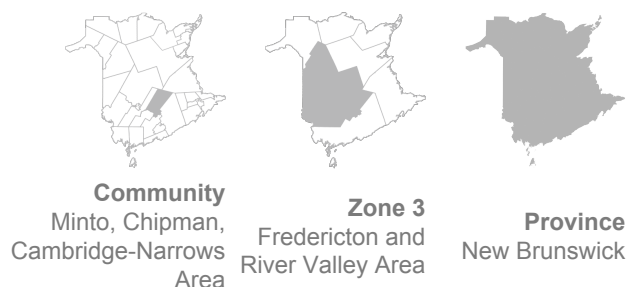 Community
Minto, Chipman,
Cambridge-Narrows
Area
Zone 3
Fredericton and
River Valley Area
Province
New Brunswick